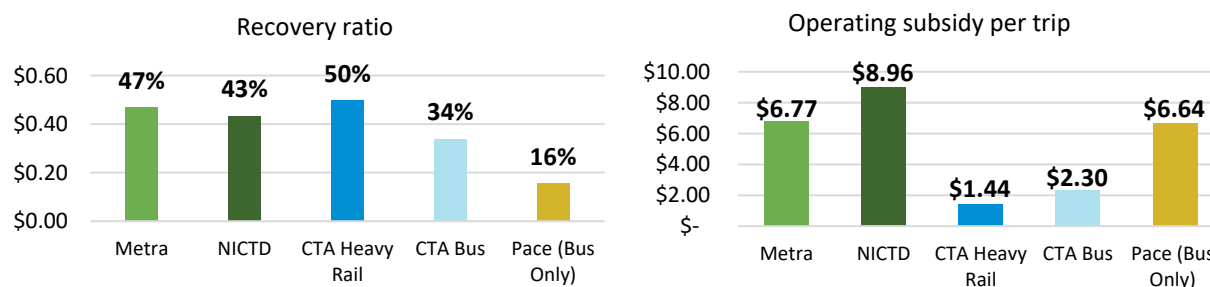 Recovery ratio
$0.60
$0.40
$0.20
$0.00
47%
43%
50%
34%
16%
Metra
NICTD
CTA Heavy
Rail
CTA Bus
Pace (Bus
Only)
Operating subsidy per trip
$10.00
$8.00
$6.00
$4.00
$2.00
$-
$6.77
$8.96
$1.44
$2.30
$6.64
Metra
NICTD
CTA Heavy
Rail
CTA Bus
Pace (Bus
Only)